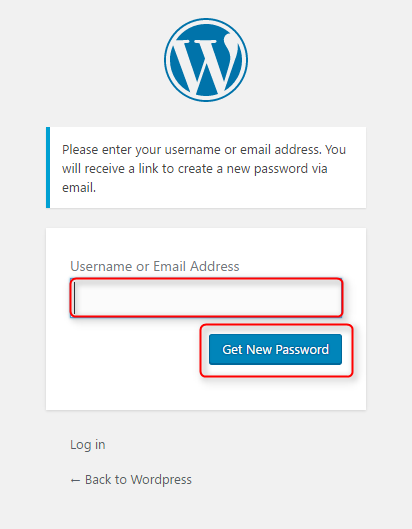 Please enter your username or email address. You
will receive a link to create a new password via
email.
Username or Email Address
Get New Password
Log in
← Back to Wordpress